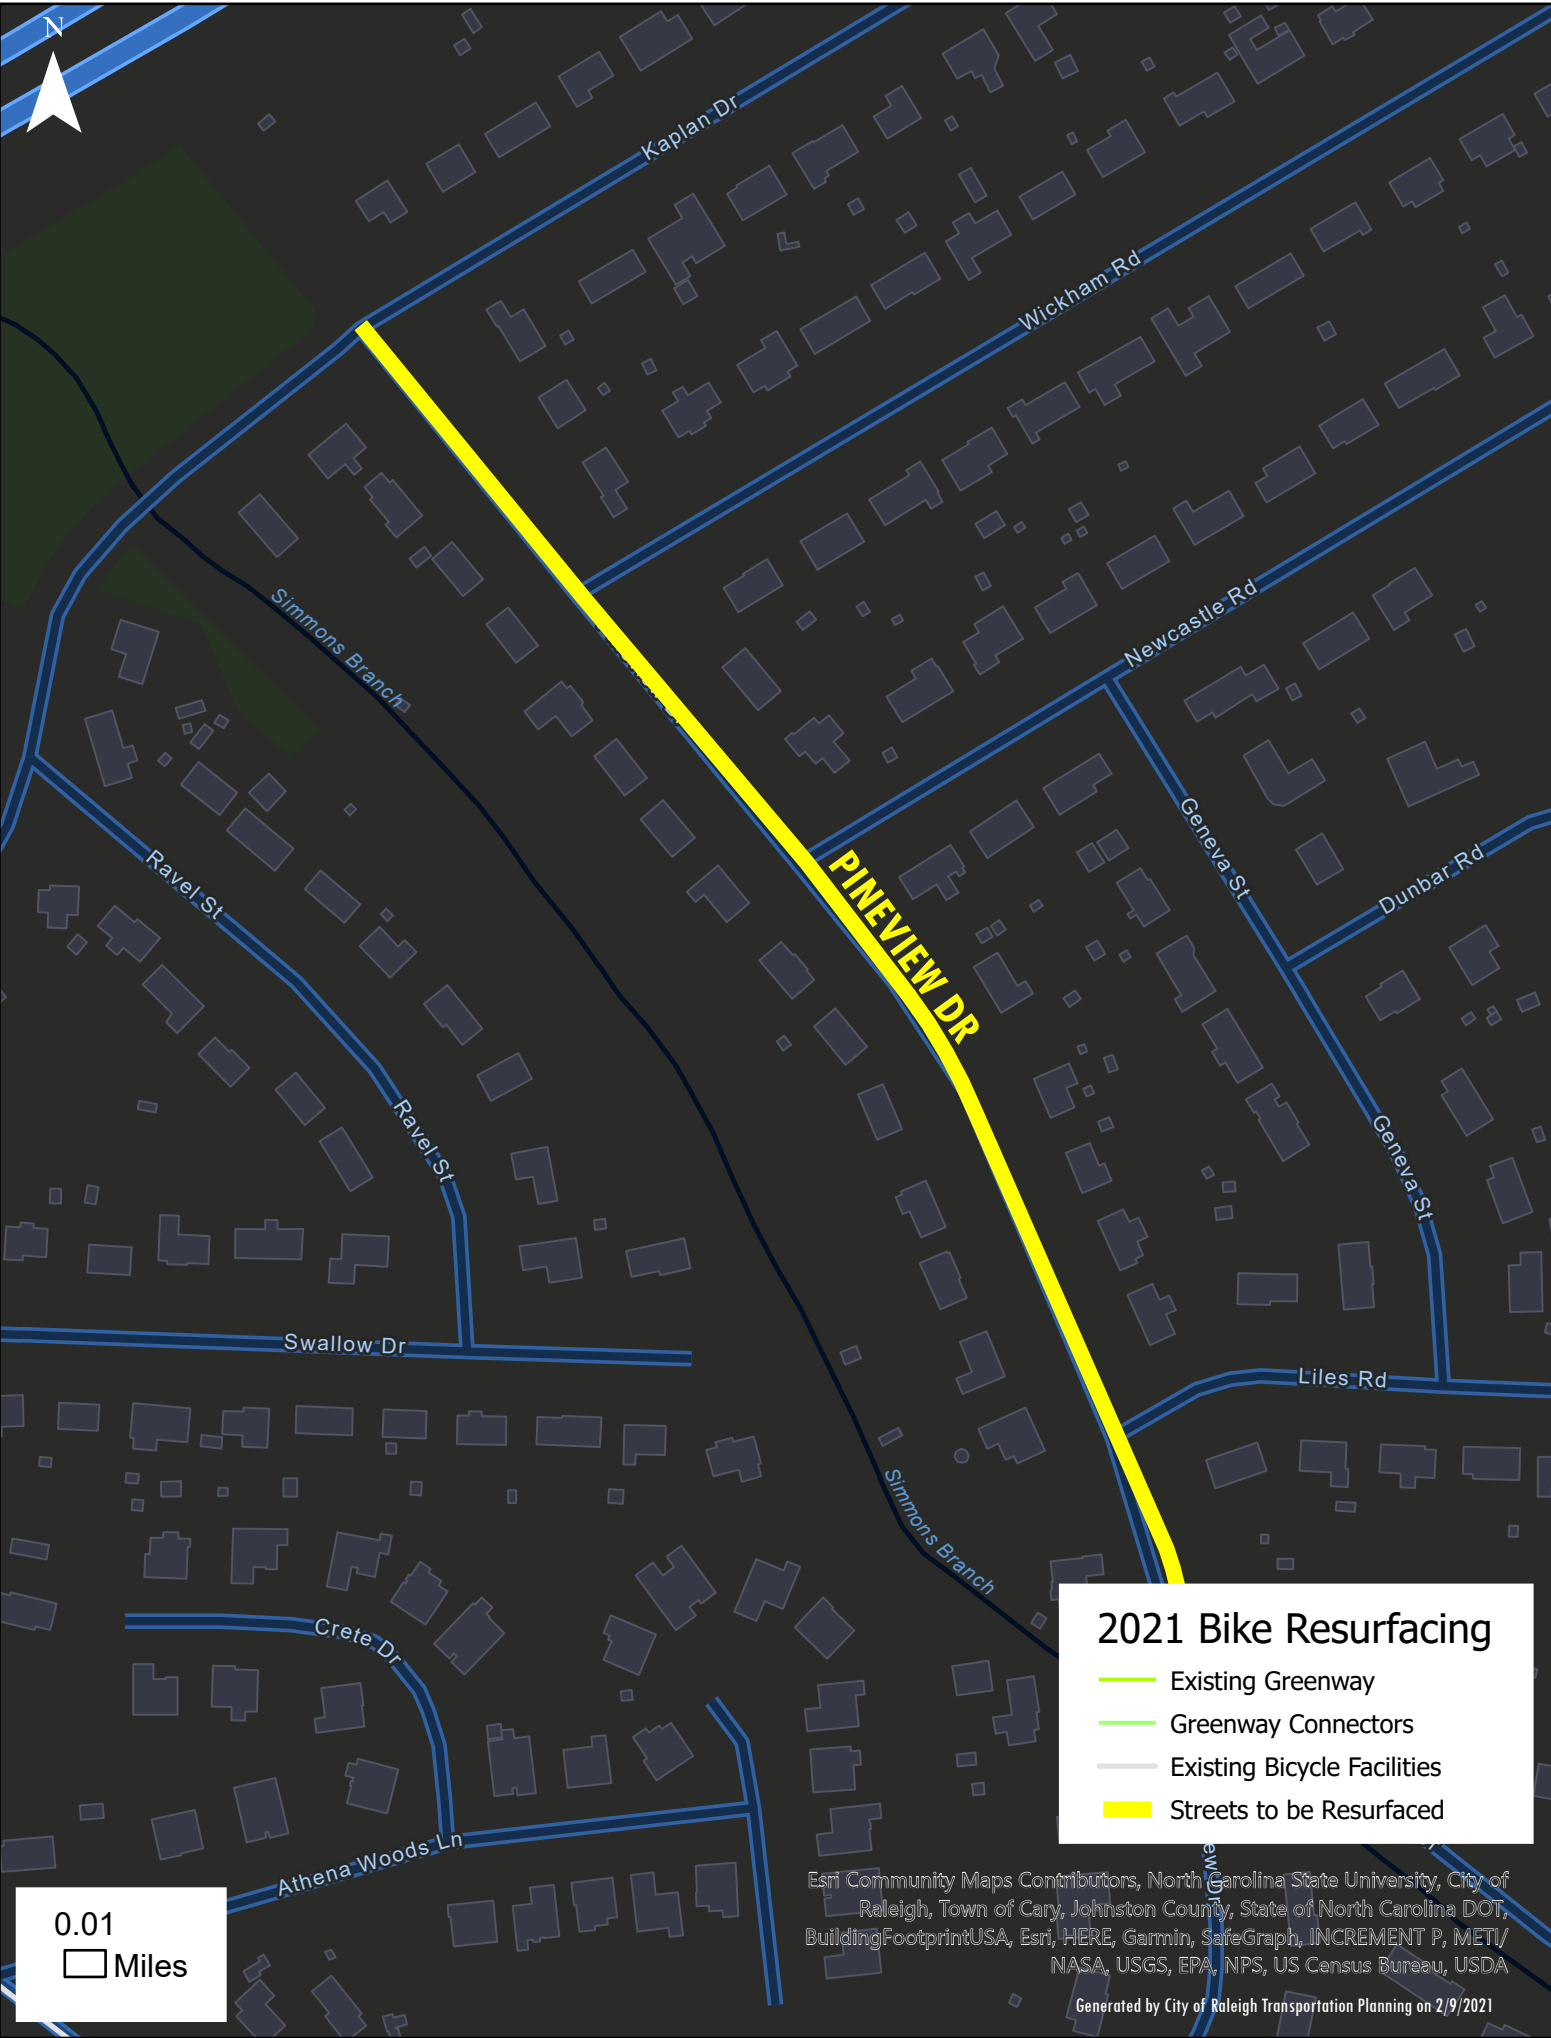 N
Kaplan Dr
Wickham Rd
Simmons Branch
Newcastle Rd
Geneva St
Dunbar Rd
Ravel St
PINEVIEW DR
Ravel St
Geneva St
Swallow Dr
Liles Rd
Simmons Branch
Crete Dr
2021 Bike Resurfacing
Existing Greenway
Greenway Connectors
Existing Bicycle Facilities
Streets to be Resurfaced
Athena Woods Ln
Esri Community Maps Contributors, North Carolina State University, City of
Raleigh, Town of Cary, Johnston County, State of North Carolina DOT,
BuildingFootprintUSA, Esri, HERE, Garmin, SafeGraph, INCREMENT P, METI/
NASA, USGS, EPA, NPS, US Census Bureau, USDA
0.01
Miles
Generated by City of Raleigh Transportation Planning on 2/9/2021